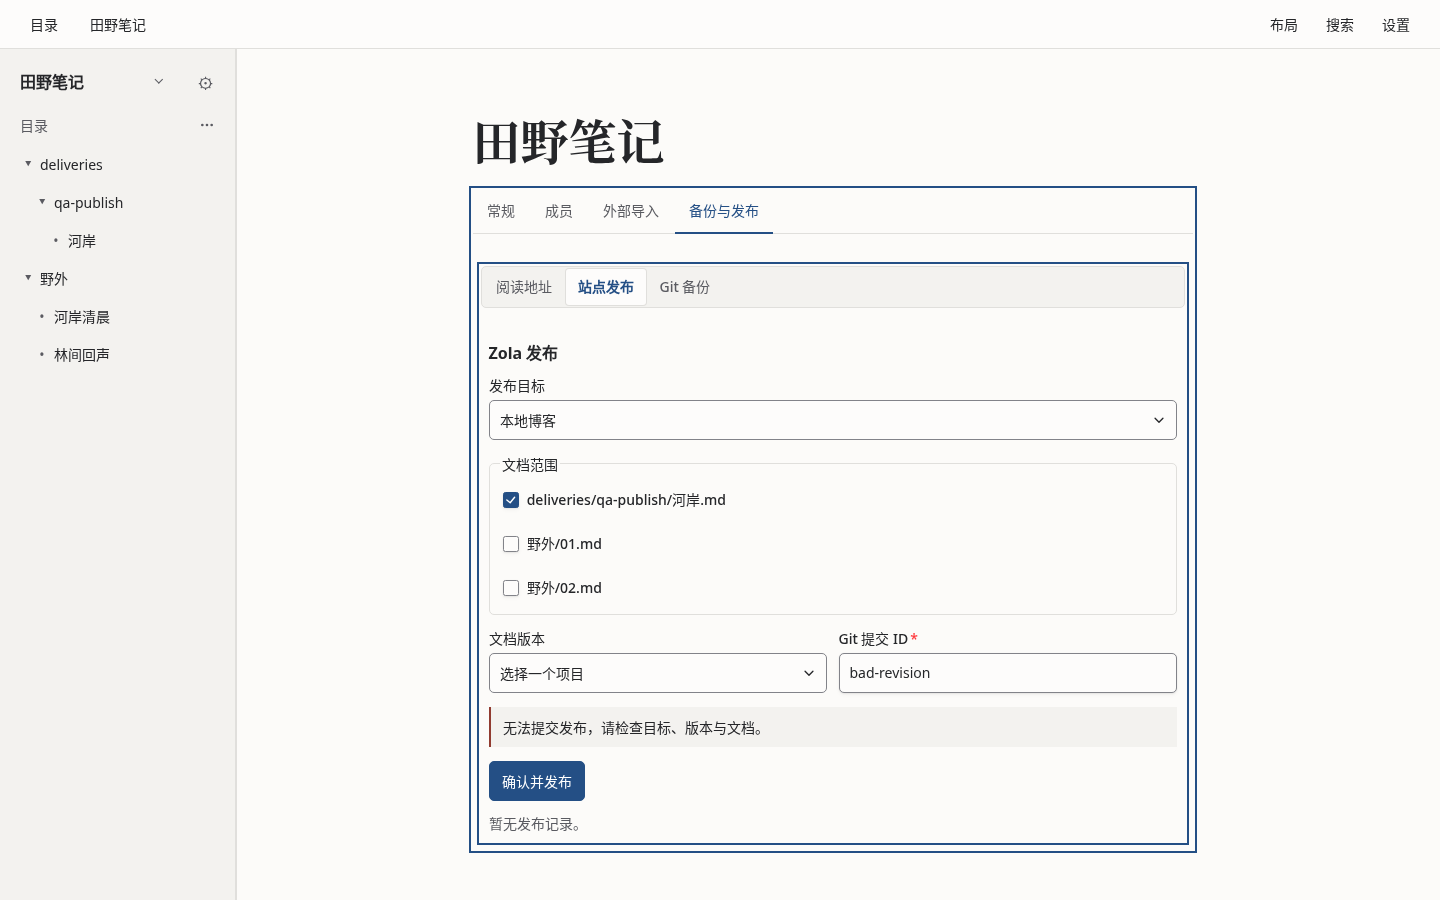 目录 田野笔记 布局 搜索 设置
田野笔记
目录
deliveries
qa-publish
河岸
野外
河岸清晨
林间回声
田野笔记
常规 成员 外部导入 备份与发布
阅读地址 站点发布 Git 备份
Zola 发布
发布目标
本地博客
文档范围
deliveries/qa-publish/河岸.md
野外/01.md
野外/02.md
文档版本 Git 提交 ID *
选择一个项目 bad-revision
无法提交发布，请检查目标、版本与文档。
确认并发布
暂无发布记录。